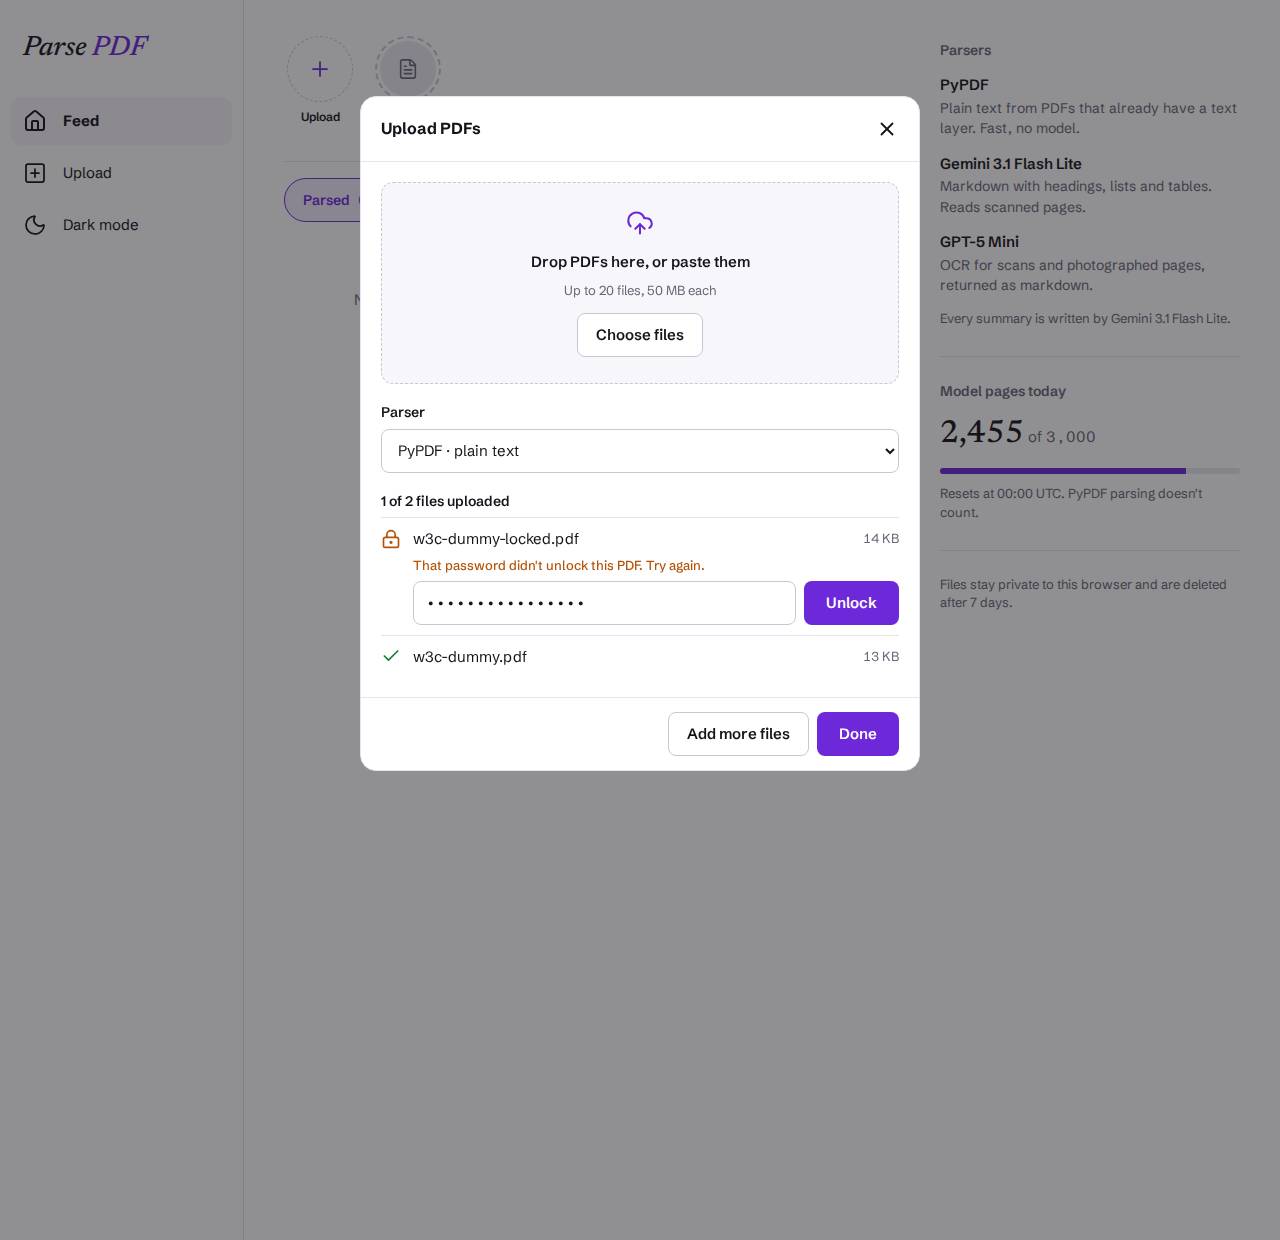 Parse PDF
Feed
Upload
Dark mode
Upload
Parsed
Upload PDFs
Drop PDFs here, or paste them
Up to 20 files, 50 MB each
Choose files
Parser
PyPDF · plain text
1 of 2 files uploaded
w3c-dummy-locked.pdf
14 KB
That password didn't unlock this PDF. Try again.
Unlock
w3c-dummy.pdf
13 KB
Add more files
Done
Parsers
PyPDF
Plain text from PDFs that already have a text
layer. Fast, no model.
Gemini 3.1 Flash Lite
Markdown with headings, lists and tables.
Reads scanned pages.
GPT-5 Mini
OCR for scans and photographed pages,
returned as markdown.
Every summary is written by Gemini 3.1 Flash Lite.
Model pages today
2,455 of 3,000
Resets at 00:00 UTC. PyPDF parsing doesn't
count.
Files stay private to this browser and are deleted
after 7 days.